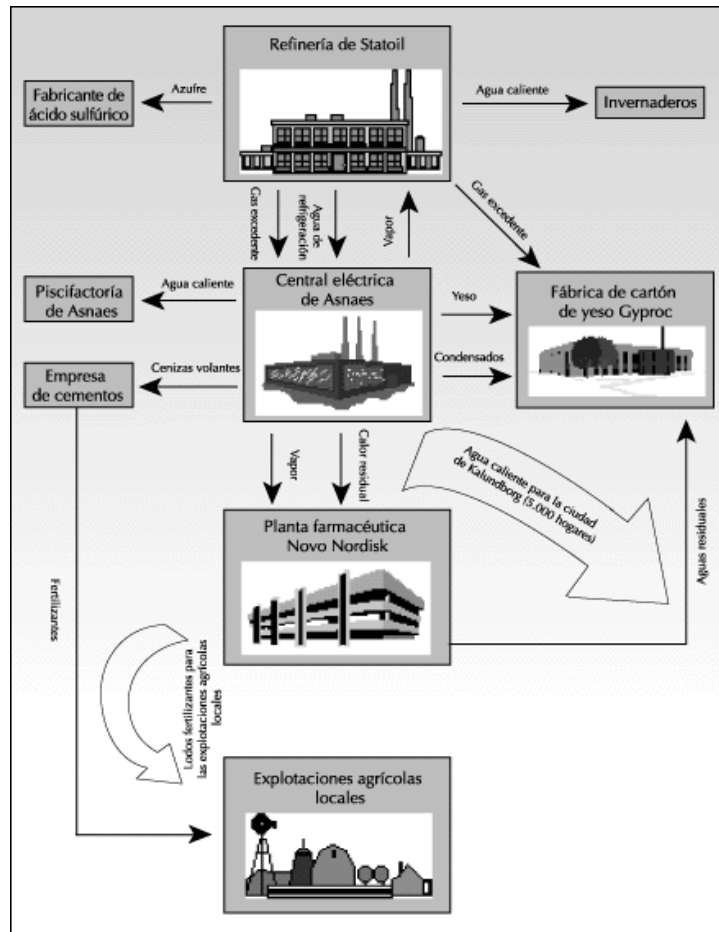 Refinería de Statoil
Fabricante de
ácido sulfúrico
Azufre
Agua caliente
Invernaderos
Gas excedente
Agua de
refrigeración
Vapor
Gas excedente
Piscifactoría
de Asnaes
Agua caliente
Central eléctrica
de Asnaes
Yeso
Fábrica de cartón
de yeso Gyproc
Empresa
de cementos
Cenizas volantes
Condensados
Vapor
Calor residual
Agua caliente para la ciudad
de Kalundborg (5.000 hogares)
Aguas residuales
Planta farmacéutica
Novo Nordisk
Fertilizantes
Lodos fertilizantes para
las explotaciones agrícolas
locales
Explotaciones agrícolas
locales